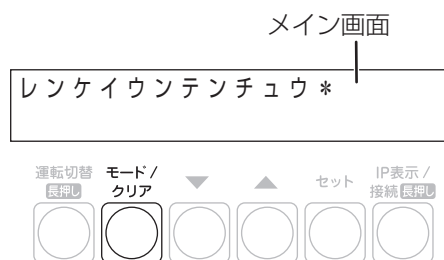 メイン画面
レンケイウンテンチュウ*
運転切替 長押し
モード/クリア
▼
▲
セット
IP表示/接続 長押し